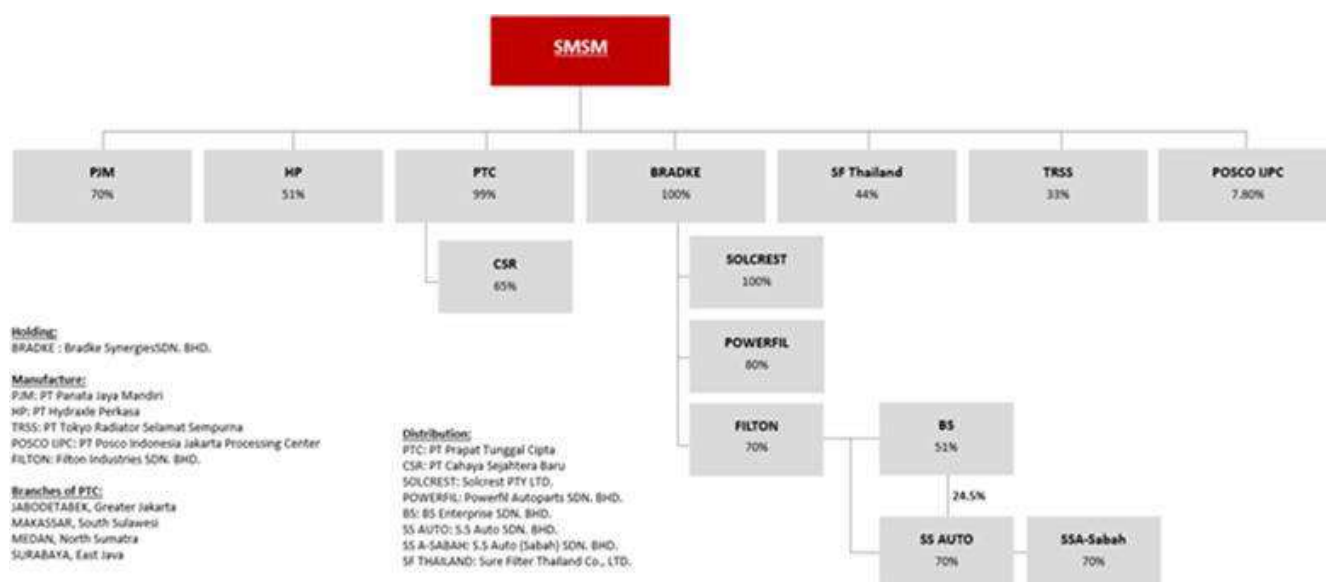 SMSM
PJM
70%
HP
51%
PTC
99%
BRADKE
100%
SF Thailand
44%
TRSS
33%
POSCO IJPC
7.80%
CSR
65%
SOLCREST
100%
POWERFIL
80%
FILTON
70%
BS
51%
24.5%
SS AUTO
70%
SSA-Sabah
70%
Holding:
BRADKE : Bradke SynergiesSDN. BHD.
Manufacture:
PJM: PT Panata Jaya Mandiri
HP: PT Hydraxle Perkasa
TRSS: PT Tokyo Radiator Selamat Sempurna
POSCO IJPC: PT Posco Indonesia Jakarta Processing Center
FILTON: Filton Industries SDN. BHD.
Branches of PTC:
JABODETABEK, Greater Jakarta
MAKASSAR, South Sulawesi
MEDAN, North Sumatra
SURABAYA, East Java
Distribution:
PTC: PT Prapat Tunggal Cipta
CSR: PT Cahaya Sejahtera Baru
SOLCREST: Solcrest PTY LTD.
POWERFIL: Powerfil Autoparts SDN. BHD.
BS: BS Enterprise SDN. BHD.
SS AUTO: S.S Auto SDN. BHD.
SS A-SABAH: S.S Auto (Sabah) SDN. BHD.
SF THAILAND: Sure Filter Thailand Co., LTD.